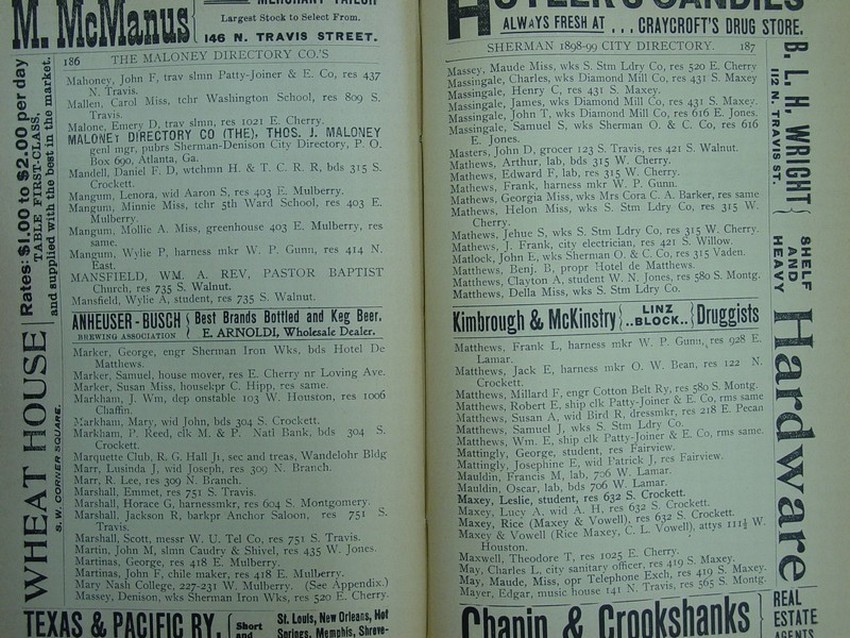 M. McManus
MERCHANT TAILOR
Largest Stock to Select From.
146 N. TRAVIS STREET.
186 THE MALONEY DIRECTORY CO.'S
Mahoney, John F, trav slmn Patty-Joiner & E. Co, res 437
N. Travis.
Mallen, Carol Miss, tchr Washington School, res 809 S.
Travis.
Malone, Emery D, trav slmn, res 1021 E. Cherry.
MALONEY DIRECTORY CO (THE), THOS. J. MALONEY
genl mgr, pubrs Sherman-Denison City Directory, P. O.
Box 690, Atlanta, Ga.
Mandell, Daniel F. D, wtchmn H. & T. C. R. R, bds 315 S.
Crockett.
Mangum, Lenora, wid Aaron S, res 403 E. Mulberry.
Mangum, Minnie Miss, tchr 5th Ward School, res 403 E.
Mulberry.
Mangum, Mollie A. Miss, greenhouse 403 E. Mulberry, res
same.
Mangum, Wylie P, harness mkr W. P. Gunn, res 414 N.
East.
MANSFIELD, WM. A. REV, PASTOR BAPTIST
Church, res 735 S. Walnut.
Mansfield, Wylie A, student, res 735 S. Walnut.
ANHEUSER-BUSCH
BREWING ASSOCIATION
Best Brands Bottled and Keg Beer.
E. ARNOLDI, Wholesale Dealer.
Marker, George, engr Sherman Iron Wks, bds Hotel De
Matthews.
Marker, Samuel, house mover, res E. Cherry nr Loving Ave.
Marker, Susan Miss, housekpr C. Hipp, res same.
Markham, J. Wm, dep onstable 103 W. Houston, res 1006
Chaffin.
Markham, Mary, wid John, bds 304 S. Crockett.
Markham, P. Reed, clk M. & P. Natl Bank, bds 304 S.
Crockett.
Marquette Club, R. G. Hall Jr, sec and treas, Wandelohr Bldg
Marr, Lusinda J, wid Joseph, res 309 N. Branch.
Marr, R. Lee, res 309 N. Branch.
Marshall, Emmet, res 751 S. Travis.
Marshall, Horace G, harnessmkr, res 604 S. Montgomery.
Marshall, Jackson R, barkpr Anchor Saloon, res 751 S.
Travis.
Marshall, Scott, messr W. U. Tel Co, res 751 S. Travis.
Martin, John M, slmn Caudry & Shivel, res 435 W. Jones.
Martinas, George, res 418 E. Mulberry.
Martinas, John F, chile maker, res 418 E. Mulberry.
Mary Nash College, 227-231 W. Mulberry. (See Appendix.)
Massey, Denison, wks Sherman Iron Wks, res 520 E. Cherry.
TEXAS & PACIFIC RY.
Short
and
St. Louis, New Orleans, Hot
Springs, Memphis, Shreve-
WHEAT HOUSE
S. W. CORNER SQUARE.
Rates: $1.00 to $2.00 per day
TABLE FIRST-CLASS,
and supplied with the best in the market.
HUTLER'S CANDIES
ALWAYS FRESH AT ... CRAYCROFT'S DRUG STORE.
SHERMAN 1898-99 CITY DIRECTORY. 187
Massey, Maude Miss, wks S. Stm Ldry Co, res 520 E. Cherry
Massingale, Charles, wks Diamond Mill Co, res 431 S. Maxey
Massingale, Henry C, res 431 S. Maxey.
Massingale, James, wks Diamond Mill Co, res 431 S. Maxey.
Massingale, John T, wks Diamond Mill Co, res 616 E. Jones.
Massingale, Samuel S, wks Sherman O. & C. Co, res 616
E. Jones.
Masters, John D, grocer 123 S. Travis, res 421 S. Walnut.
Mathews, Arthur, lab, bds 315 W. Cherry.
Mathews, Edward F, lab, res 315 W. Cherry.
Mathews, Frank, harness mkr W. P. Gunn.
Mathews, Georgia Miss, wks Mrs Cora C. A. Barker, res same
Mathews, Helon Miss, wks S. Stm Ldry Co, res 315 W.
Cherry.
Mathews, Jehue S, wks S. Stm Ldry Co, res 315 W. Cherry.
Mathews, J. Frank, city electrician, res 421 S. Willow.
Matlock, John E, wks Sherman O. & C. Co, res 315 Vaden.
Matthews, Benj. B, propr Hotel de Matthews.
Matthews, Clayton A, student W. N. Jones, res 580 S. Montg.
Matthews, Della Miss, wks S. Stm Ldry Co.
Kimbrough & McKinstry
LINZ
..BLOCK..
Druggists
Matthews, Frank L, harness mkr W. P. Gunn, res 928 E.
Lamar.
Matthews, Jack E, harness mkr O. W. Bean, res 122 N.
Crockett.
Matthews, Millard F, engr Cotton Belt Ry, res 580 S. Montg.
Matthews, Robert E, ship clk Patty-Joiner & E. Co, rms same
Matthews, Susan A, wid Bird R, dressmkr, res 218 E. Pecan
Matthews, Samuel J, wks S. Stm Ldry Co.
Matthews, Wm. E, ship clk Patty-Joiner & E. Co, rms same.
Mattingly, George, student, res Fairview.
Mattingly, Josephine E, wid Patrick J, res Fairview.
Mauldin, Francis M, lab, 706 W. Lamar.
Mauldin, Oscar, lab, bds 706 W. Lamar.
Maxey, Leslie, student, res 632 S. Crockett.
Maxey, Lucy A. wid A. H, res 632 S. Crockett.
Maxey, Rice (Maxey & Vowell), res 632 S. Crockett.
Maxey & Vowell (Rice Maxey, C. L. Vowell), attys 111½ W.
Houston.
Maxwell, Theodore T, res 1025 E. Cherry.
May, Charles L, city sanitary officer, res 419 S. Maxey.
May, Maude, Miss, opr Telephone Exch, res 419 S. Maxey.
Mayer, Edgar, music house 141 N. Travis, res 565 S. Montg.
Chapin & Crookshanks
REAL
ESTATE
B. L. H. WRIGHT
112 N. TRAVIS ST.
SHELF
AND
HEAVY
Hardware